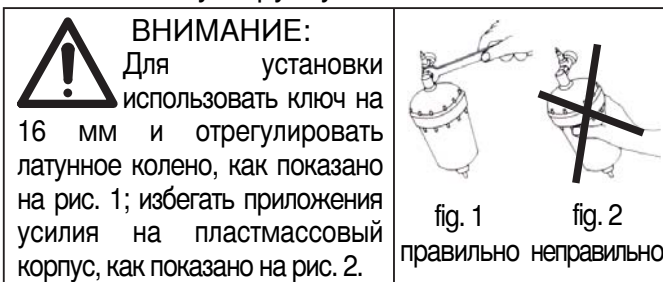 ВНИМАНИЕ:
Для установки
использовать ключ на
16 мм и отрегулировать
латунное колено, как показано
на рис. 1; избегать приложения
усилия на пластмассовый
корпус, как показано на рис. 2.
fig. 1 fig. 2
правильно неправильно